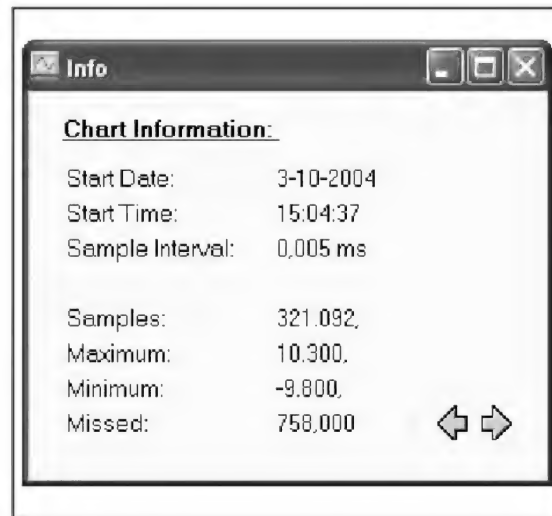 Info
Chart Information:
Start Date: 3-10-2004
Start Time: 15:04:37
Sample Interval: 0,005 ms
Samples: 321.092,
Maximum: 10.300,
Minimum: -9.800,
Missed: 758,000